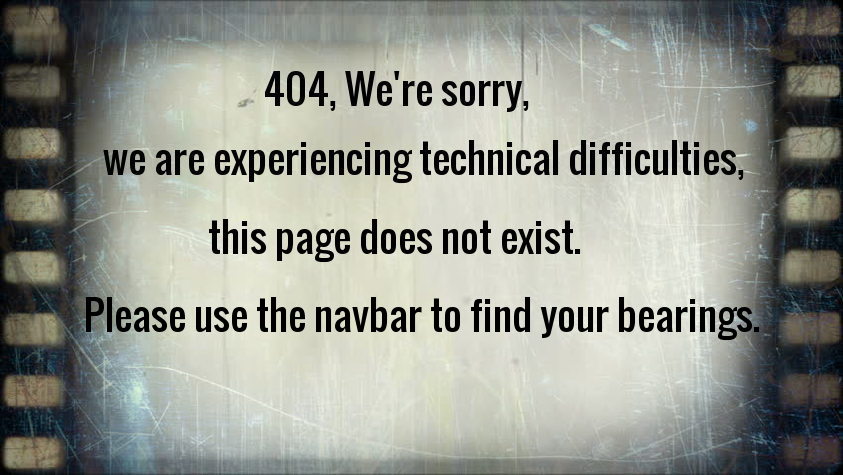 404, We're sorry,
we are experiencing technical difficulties,
this page does not exist.
Please use the navbar to find your bearings.